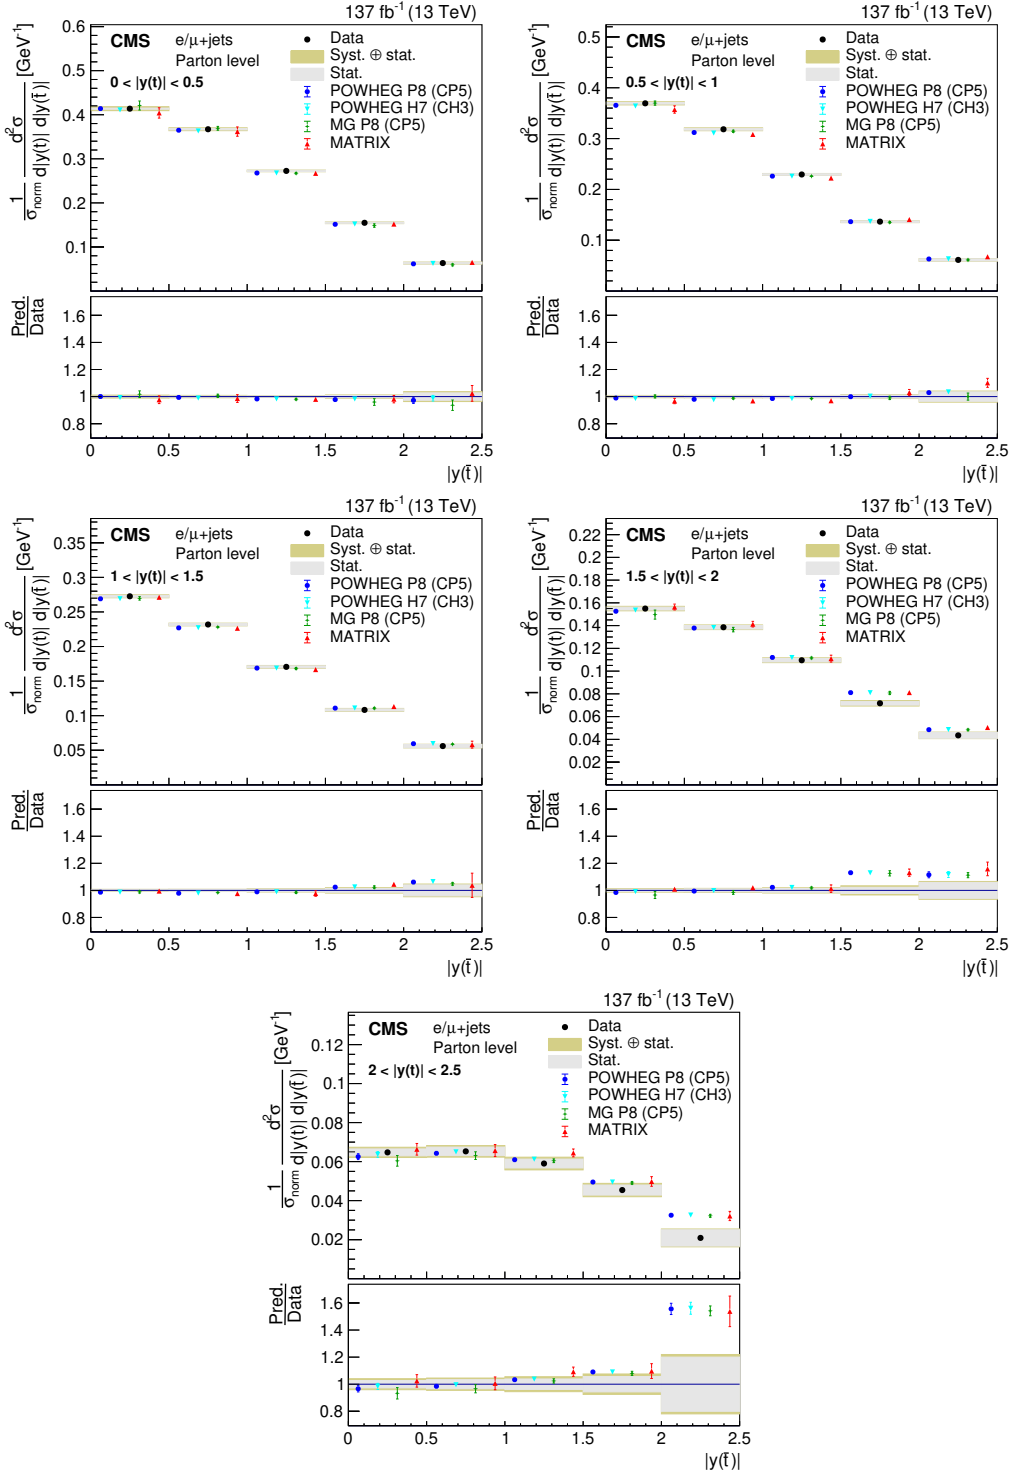 137 fb⁻¹ (13 TeV)
CMS e/μ+jets
Parton level
0 < |y(t)| < 0.5
Data
Syst. ⊕ stat.
Stat.
POWHEG P8 (CP5)
POWHEG H7 (CH3)
MG P8 (CP5)
MATRIX
1/σ_norm d²σ/d|y(t)| d|y(t̄)| [GeV⁻¹]
0.6
0.5
0.4
0.3
0.2
0.1
Pred./Data
1.6
1.4
1.2
1
0.8
0 0.5 1 1.5 2 2.5
|y(t̄)|
137 fb⁻¹ (13 TeV)
CMS e/μ+jets
Parton level
0.5 < |y(t)| < 1
Data
Syst. ⊕ stat.
Stat.
POWHEG P8 (CP5)
POWHEG H7 (CH3)
MG P8 (CP5)
MATRIX
1/σ_norm d²σ/d|y(t)| d|y(t̄)| [GeV⁻¹]
0.5
0.4
0.3
0.2
0.1
Pred./Data
1.6
1.4
1.2
1
0.8
0 0.5 1 1.5 2 2.5
|y(t̄)|
137 fb⁻¹ (13 TeV)
CMS e/μ+jets
Parton level
1 < |y(t)| < 1.5
Data
Syst. ⊕ stat.
Stat.
POWHEG P8 (CP5)
POWHEG H7 (CH3)
MG P8 (CP5)
MATRIX
1/σ_norm d²σ/d|y(t)| d|y(t̄)| [GeV⁻¹]
0.35
0.3
0.25
0.2
0.15
0.1
0.05
Pred./Data
1.6
1.4
1.2
1
0.8
0 0.5 1 1.5 2 2.5
|y(t̄)|
137 fb⁻¹ (13 TeV)
CMS e/μ+jets
Parton level
1.5 < |y(t)| < 2
Data
Syst. ⊕ stat.
Stat.
POWHEG P8 (CP5)
POWHEG H7 (CH3)
MG P8 (CP5)
MATRIX
1/σ_norm d²σ/d|y(t)| d|y(t̄)| [GeV⁻¹]
0.22
0.2
0.18
0.16
0.14
0.12
0.1
0.08
0.06
0.04
0.02
Pred./Data
1.6
1.4
1.2
1
0.8
0 0.5 1 1.5 2 2.5
|y(t̄)|
137 fb⁻¹ (13 TeV)
CMS e/μ+jets
Parton level
2 < |y(t)| < 2.5
Data
Syst. ⊕ stat.
Stat.
POWHEG P8 (CP5)
POWHEG H7 (CH3)
MG P8 (CP5)
MATRIX
1/σ_norm d²σ/d|y(t)| d|y(t̄)| [GeV⁻¹]
0.12
0.1
0.08
0.06
0.04
0.02
Pred./Data
1.6
1.4
1.2
1
0.8
0 0.5 1 1.5 2 2.5
|y(t̄)|